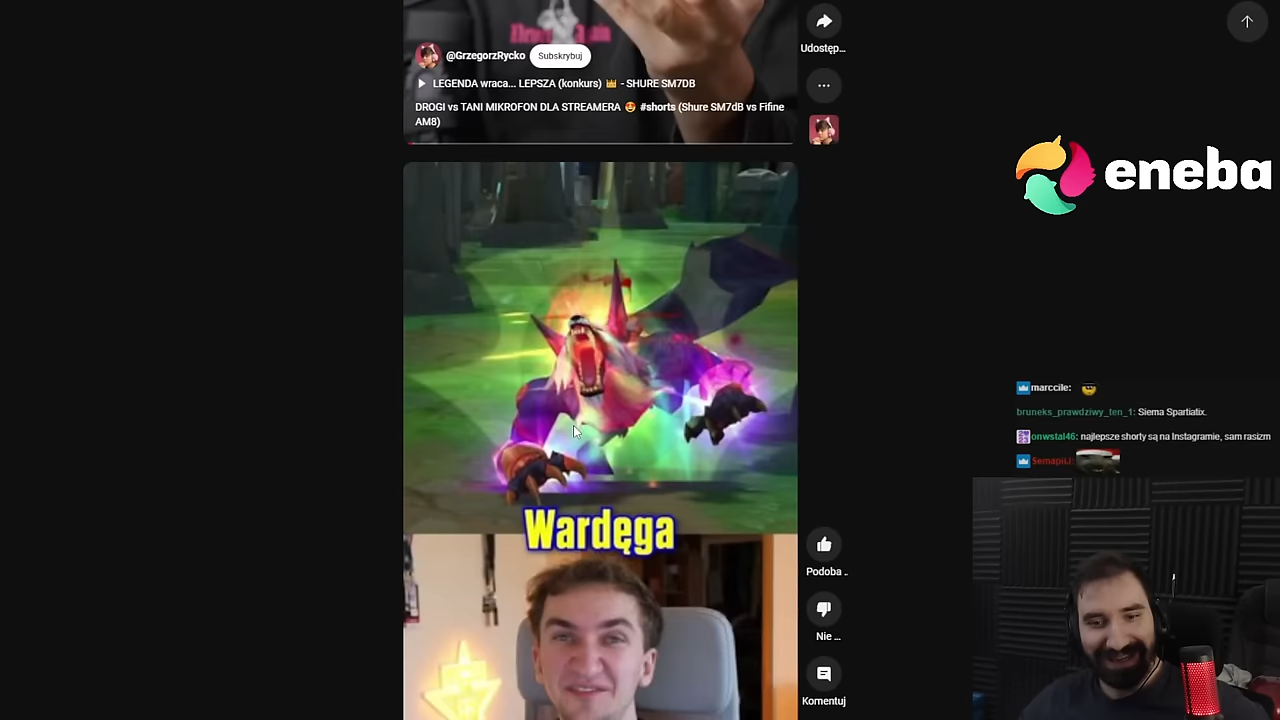 Udostęp...
@GrzegorzRycko Subskrybuj
LEGENDA wraca... LEPSZA (konkurs) 👑 - SHURE SM7DB
DROGI vs TANI MIKROFON DLA STREAMERA 😍 #shorts (Shure SM7dB vs Fifine
AM8)
eneba
marccile:
bruneks_prawdziwy_ten_1: Siema Spartiatix.
onwstal46: najlepsze shorty są na Instagramie, sam rasizm
SemapiLi:
Wardęga
Podoba ..
Nie ...
Komentuj